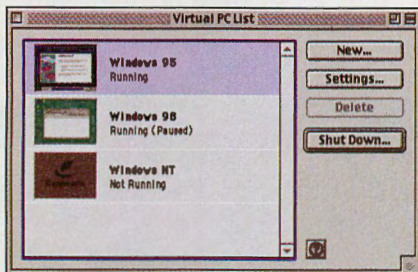 Virtual PC List
Windows 95
Running
Windows 98
Running (Paused)
Windows NT
Not Running
New...
Settings...
Delete
Shut Down...